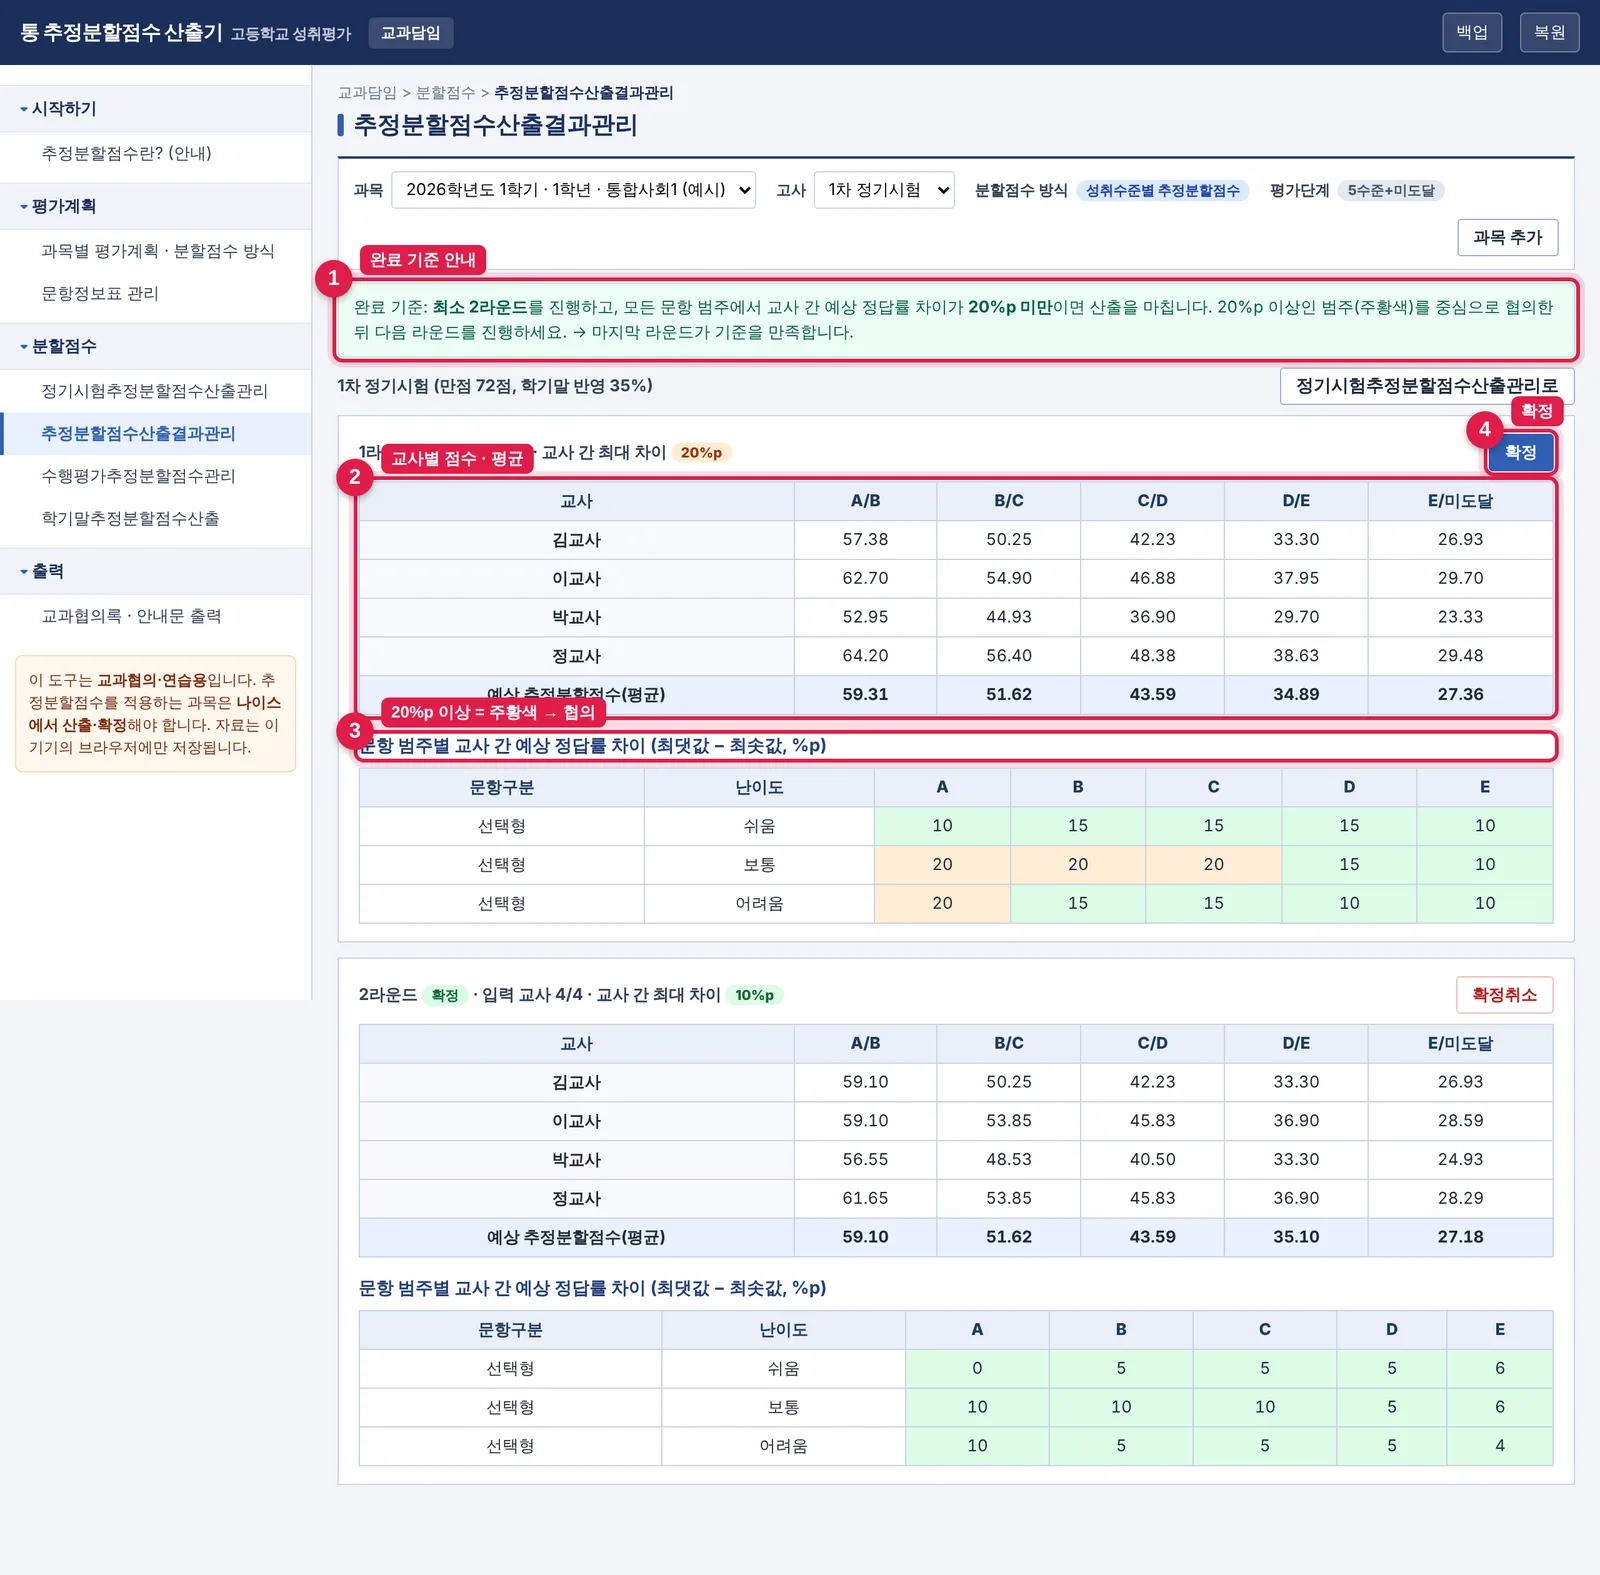 통 추정분할점수 산출기 고등학교 성취평가 교과담임 백업 복원
시작하기
추정분할점수란? (안내)
평가계획
과목별 평가계획 · 분할점수 방식
문항정보표 관리
분할점수
정기시험추정분할점수산출관리
추정분할점수산출결과관리
수행평가추정분할점수관리
학기말추정분할점수산출
출력
교과협의록 · 안내문 출력
이 도구는 교과협의·연습용입니다. 추
정분할점수를 적용하는 과목은 나이스
에서 산출·확정해야 합니다. 자료는 이
기기의 브라우저에만 저장됩니다.
교과담임 > 분할점수 > 추정분할점수산출결과관리
추정분할점수산출결과관리
과목 2026학년도 1학기 · 1학년 · 통합사회1 (예시) 고사 1차 정기시험 분할점수 방식 성취수준별 추정분할점수 평가단계 5수준+미도달
과목 추가
1 완료 기준 안내
완료 기준: 최소 2라운드를 진행하고, 모든 문항 범주에서 교사 간 예상 정답률 차이가 20%p 미만이면 산출을 마칩니다. 20%p 이상인 범주(주황색)를 중심으로 협의한
뒤 다음 라운드를 진행하세요. → 마지막 라운드가 기준을 만족합니다.
1차 정기시험 (만점 72점, 학기말 반영 35%) 정기시험추정분할점수산출관리로
4 확정
1라 · 교사 간 최대 차이 20%p 확정
2 교사별 점수 · 평균
교사 A/B B/C C/D D/E E/미도달
김교사 57.38 50.25 42.23 33.30 26.93
이교사 62.70 54.90 46.88 37.95 29.70
박교사 52.95 44.93 36.90 29.70 23.33
정교사 64.20 56.40 48.38 38.63 29.48
예상 추정분할점수(평균) 59.31 51.62 43.59 34.89 27.36
3 20%p 이상 = 주황색 → 협의
문항 범주별 교사 간 예상 정답률 차이 (최댓값 – 최솟값, %p)
문항구분 난이도 A B C D E
선택형 쉬움 10 15 15 15 10
선택형 보통 20 20 20 15 10
선택형 어려움 20 15 15 10 10
2라운드 확정 · 입력 교사 4/4 · 교사 간 최대 차이 10%p 확정취소
교사 A/B B/C C/D D/E E/미도달
김교사 59.10 50.25 42.23 33.30 26.93
이교사 59.10 53.85 45.83 36.90 28.59
박교사 56.55 48.53 40.50 33.30 24.93
정교사 61.65 53.85 45.83 36.90 28.29
예상 추정분할점수(평균) 59.10 51.62 43.59 35.10 27.18
문항 범주별 교사 간 예상 정답률 차이 (최댓값 – 최솟값, %p)
문항구분 난이도 A B C D E
선택형 쉬움 0 5 5 5 6
선택형 보통 10 10 10 5 6
선택형 어려움 10 5 5 5 4